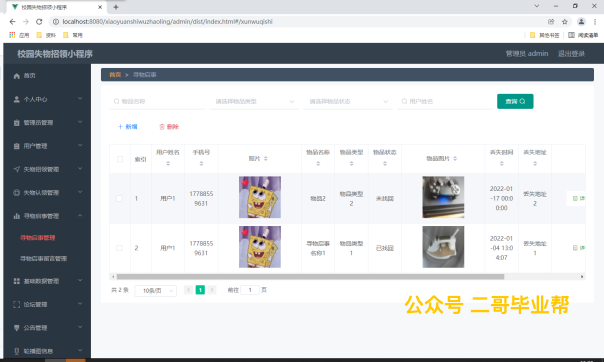 校园失物招领小程序
localhost:8080/xiaoyuanshiwuzhaoling/admin/dist/index.html#/xunwuqishi
应用 资料 常用 其他书签 阅读清单
校园失物招领小程序 管理员 admin 退出登录
首页
个人中心
管理员管理
用户管理
失物招领管理
失物认领管理
寻物启事管理
寻物启事管理
寻物启事留言管理
基础数据管理
论坛管理
公告管理
轮播图信息
首页 > 寻物启事
物品名称 请选择物品类型 请选择物品状态 用户姓名 查询
+ 新增 删除
索引 用户姓名 手机号 照片 物品名称 物品类型 物品状态 物品图片 丢失时间 丢失地址
1 用户1 17788559631 物品2 物品类型2 未找回 2022-01-17 00:00:00 丢失地址2 详
2 用户1 17788559631 寻物启事名称1 物品类型1 已找回 2022-01-04 13:04:07 丢失地址1 详
共 2 条 10条/页 1 前往 1 页
公众号 二哥毕业帮